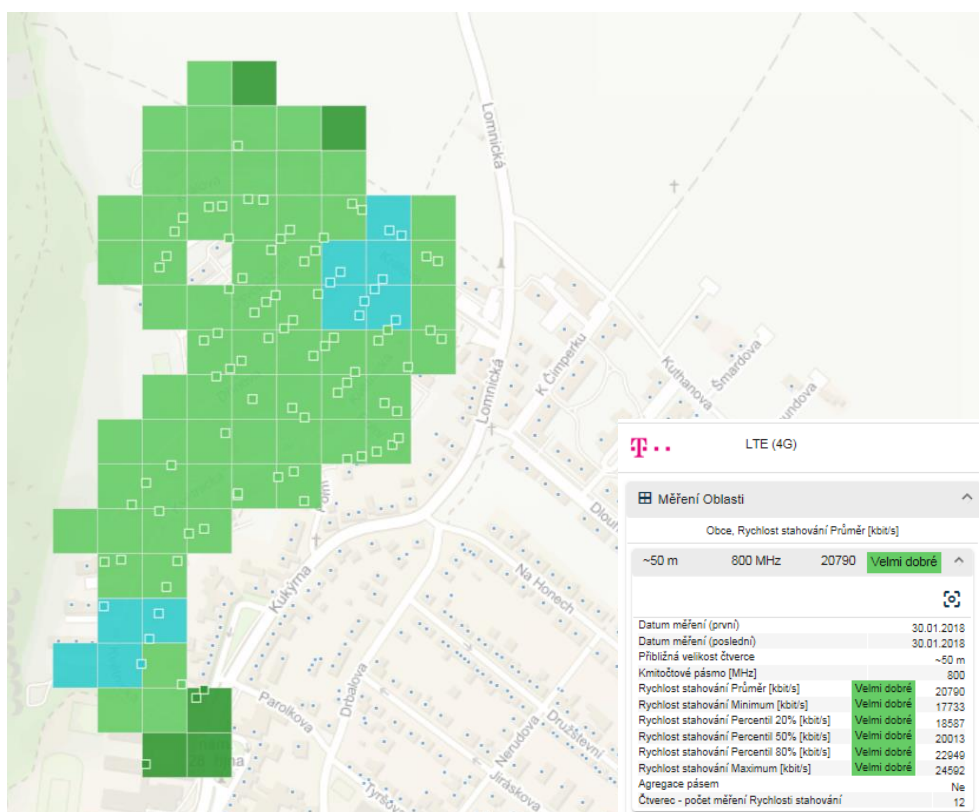 Lomnická
Lomnická
K Čimperku
Kuthanova
Šmardova
Kukýrna
Na Honech
Parolkova
Drbalova
Nerudova
Družstevní
Jiráskova
Tyršova
T
LTE (4G)
Měření Oblasti
Obce, Rychlost stahování Průměr [kbit/s]
~50 m 800 MHz 20790 Velmi dobré
Datum měření (první) 30.01.2018
Datum měření (poslední) 30.01.2018
Přibližná velikost čtverce ~50 m
Kmitočtové pásmo [MHz] 800
Rychlost stahování Průměr [kbit/s] Velmi dobré 20790
Rychlost stahování Minimum [kbit/s] Velmi dobré 17733
Rychlost stahování Percentil 20% [kbit/s] Velmi dobré 18587
Rychlost stahování Percentil 50% [kbit/s] Velmi dobré 20013
Rychlost stahování Percentil 80% [kbit/s] Velmi dobré 22949
Rychlost stahování Maximum [kbit/s] Velmi dobré 24592
Agregace pásem Ne
Čtverec - počet měření Rychlosti stahování 12